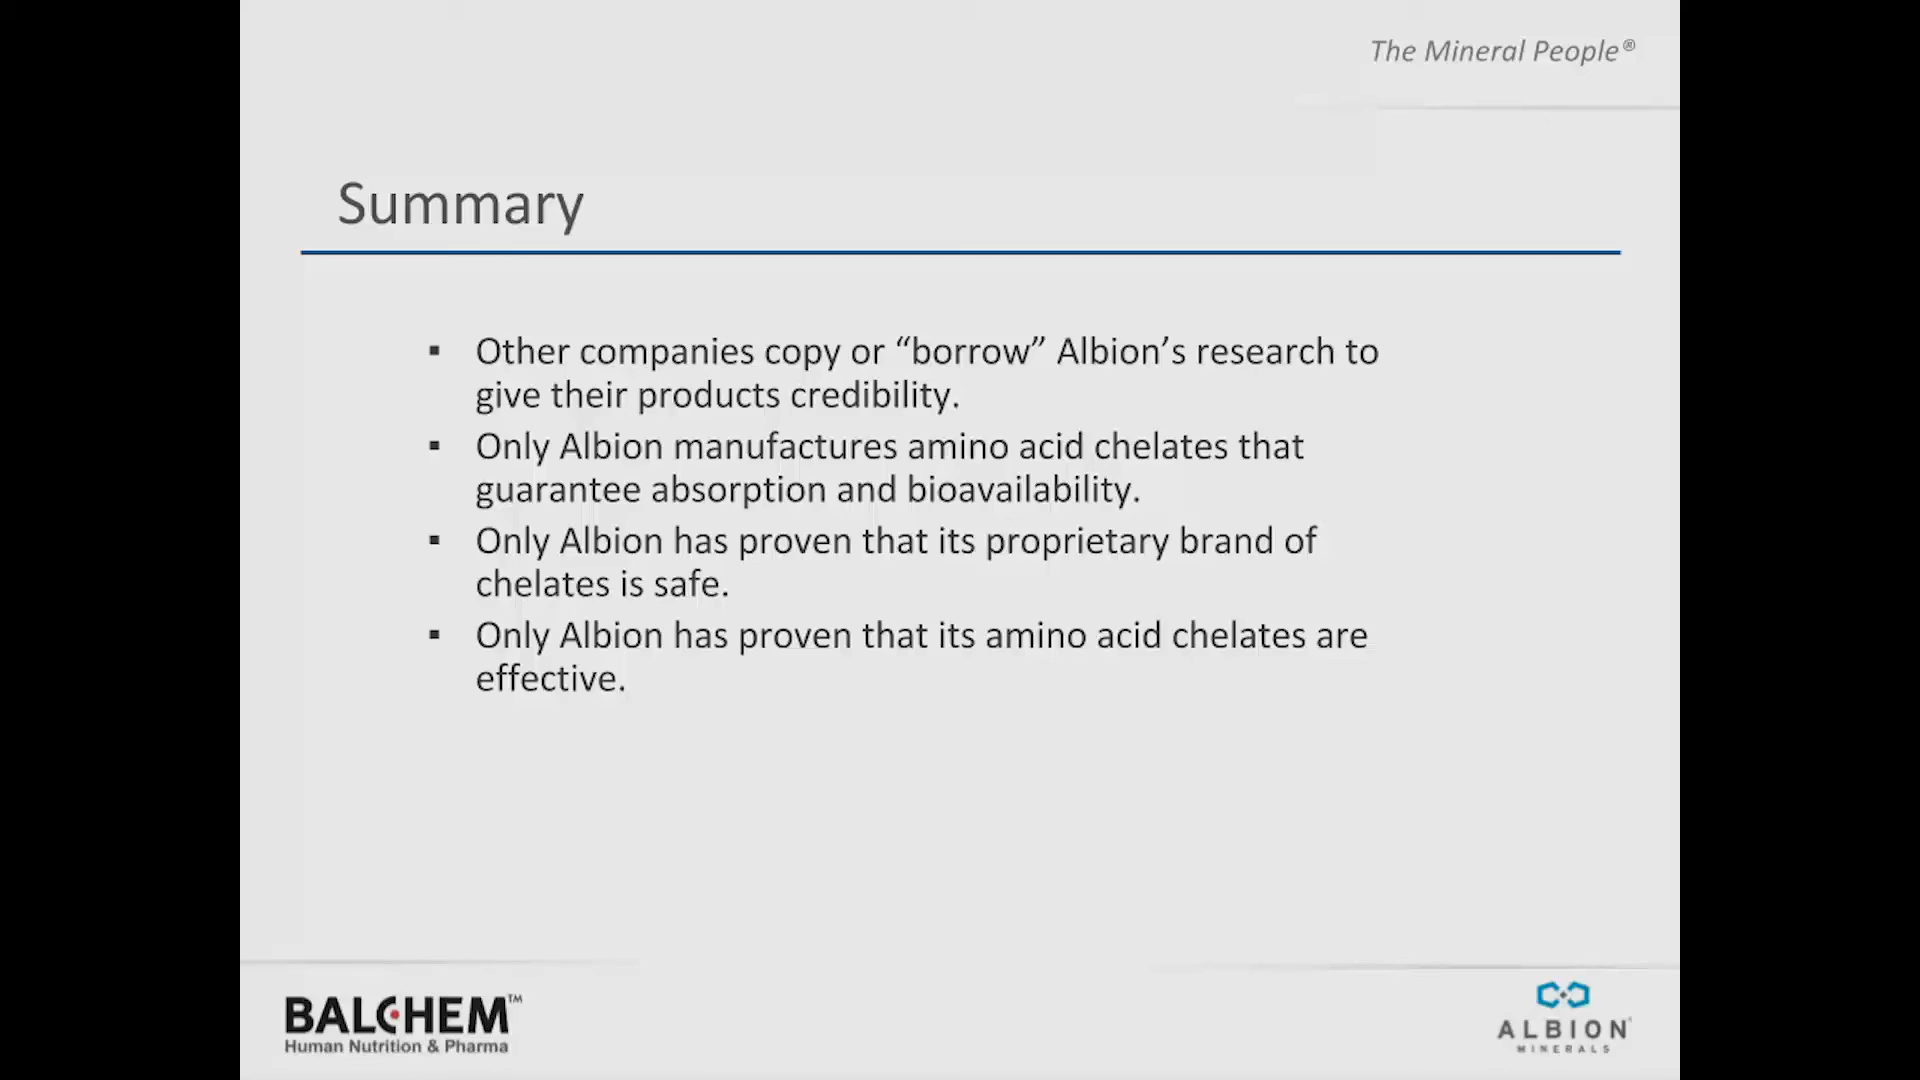 The Mineral People®
Summary
▪ Other companies copy or “borrow” Albion’s research to
give their products credibility.
▪ Only Albion manufactures amino acid chelates that
guarantee absorption and bioavailability.
▪ Only Albion has proven that its proprietary brand of
chelates is safe.
▪ Only Albion has proven that its amino acid chelates are
effective.
BALCHEM™
Human Nutrition & Pharma
ALBION®
MINERALS